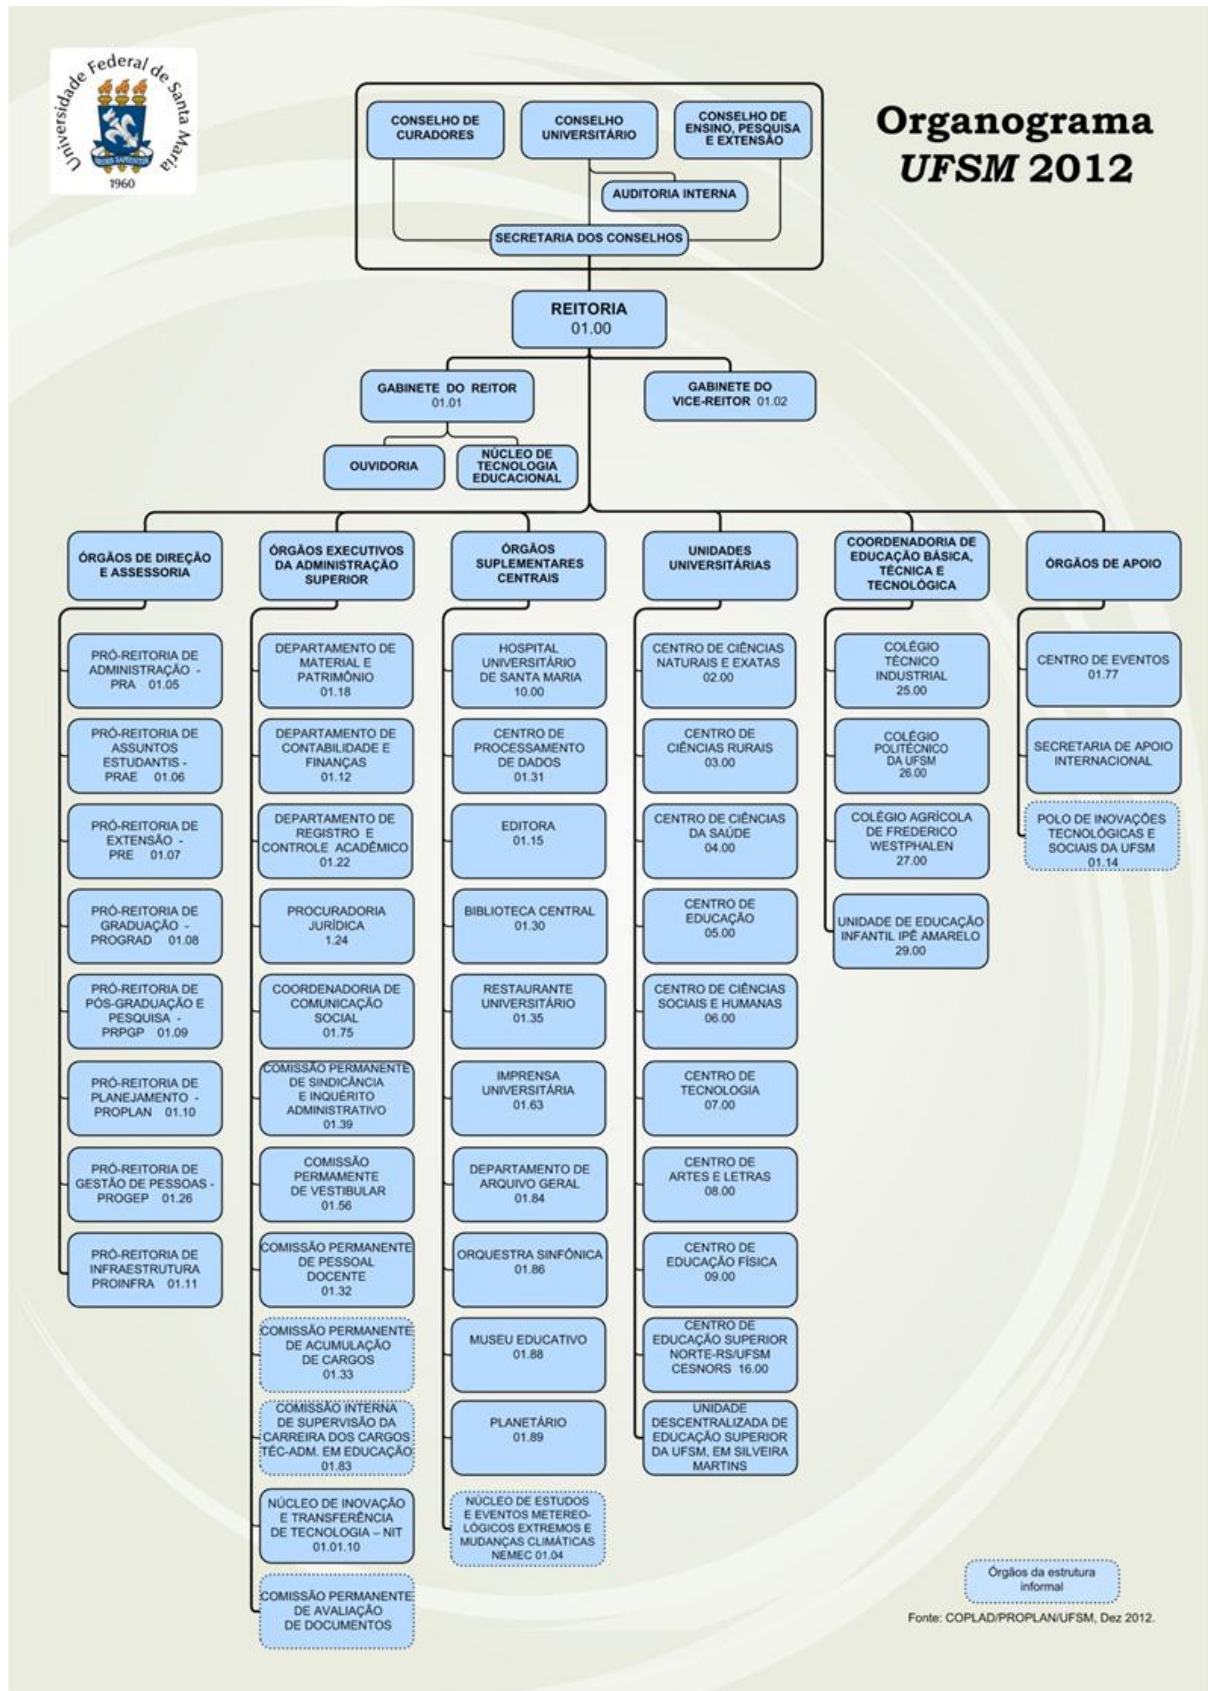 Universidade Federal de Santa Maria
SEDES SAPIENTIAE
1960
Organograma
UFSM 2012
CONSELHO DE
CURADORES
CONSELHO
UNIVERSITÁRIO
CONSELHO DE
ENSINO, PESQUISA
E EXTENSÃO
AUDITORIA INTERNA
SECRETARIA DOS CONSELHOS
REITORIA
01.00
GABINETE DO REITOR
01.01
GABINETE DO
VICE-REITOR 01.02
OUVIDORIA
NÚCLEO DE
TECNOLOGIA
EDUCACIONAL
ÓRGÃOS DE DIREÇÃO
E ASSESSORIA
PRÓ-REITORIA DE
ADMINISTRAÇÃO -
PRA 01.05
PRÓ-REITORIA DE
ASSUNTOS
ESTUDANTIS -
PRAE 01.06
PRÓ-REITORIA DE
EXTENSÃO -
PRE 01.07
PRÓ-REITORIA DE
GRADUAÇÃO -
PROGRAD 01.08
PRÓ-REITORIA DE
PÓS-GRADUAÇÃO E
PESQUISA -
PRPGP 01.09
PRÓ-REITORIA DE
PLANEJAMENTO -
PROPLAN 01.10
PRÓ-REITORIA DE
GESTÃO DE PESSOAS -
PROGEP 01.26
PRÓ-REITORIA DE
INFRAESTRUTURA
PROINFRA 01.11
ÓRGÃOS EXECUTIVOS
DA ADMINISTRAÇÃO
SUPERIOR
DEPARTAMENTO DE
MATERIAL E
PATRIMÔNIO
01.18
DEPARTAMENTO DE
CONTABILIDADE E
FINANÇAS
01.12
DEPARTAMENTO DE
REGISTRO E
CONTROLE ACADÊMICO
01.22
PROCURADORIA
JURÍDICA
1.24
COORDENADORIA DE
COMUNICAÇÃO
SOCIAL
01.75
COMISSÃO PERMANENTE
DE SINDICÂNCIA
E INQUÉRITO
ADMINISTRATIVO
01.39
COMISSÃO
PERMAMENTE
DE VESTIBULAR
01.56
COMISSÃO PERMANENTE
DE PESSOAL
DOCENTE
01.32
COMISSÃO PERMANENTE
DE ACUMULAÇÃO
DE CARGOS
01.33
COMISSÃO INTERNA
DE SUPERVISÃO DA
CARREIRA DOS CARGOS
TÉC-ADM. EM EDUCAÇÃO
01.83
NÚCLEO DE INOVAÇÃO
E TRANSFERÊNCIA
DE TECNOLOGIA – NIT
01.01.10
COMISSÃO PERMANENTE
DE AVALIAÇÃO
DE DOCUMENTOS
ÓRGÃOS
SUPLEMENTARES
CENTRAIS
HOSPITAL
UNIVERSITÁRIO
DE SANTA MARIA
10.00
CENTRO DE
PROCESSAMENTO
DE DADOS
01.31
EDITORA
01.15
BIBLIOTECA CENTRAL
01.30
RESTAURANTE
UNIVERSITÁRIO
01.35
IMPRENSA
UNIVERSITÁRIA
01.63
DEPARTAMENTO DE
ARQUIVO GERAL
01.84
ORQUESTRA SINFÔNICA
01.86
MUSEU EDUCATIVO
01.88
PLANETÁRIO
01.89
NÚCLEO DE ESTUDOS
E EVENTOS METEREO-
LÓGICOS EXTREMOS E
MUDANÇAS CLIMÁTICAS
NEMEC 01.04
UNIDADES
UNIVERSITÁRIAS
CENTRO DE CIÊNCIAS
NATURAIS E EXATAS
02.00
CENTRO DE
CIÊNCIAS RURAIS
03.00
CENTRO DE CIÊNCIAS
DA SAÚDE
04.00
CENTRO DE
EDUCAÇÃO
05.00
CENTRO DE CIÊNCIAS
SOCIAIS E HUMANAS
06.00
CENTRO DE
TECNOLOGIA
07.00
CENTRO DE
ARTES E LETRAS
08.00
CENTRO DE
EDUCAÇÃO FÍSICA
09.00
CENTRO DE
EDUCAÇÃO SUPERIOR
NORTE-RS/UFSM
CESNORS 16.00
UNIDADE
DESCENTRALIZADA DE
EDUCAÇÃO SUPERIOR
DA UFSM, EM SILVEIRA
MARTINS
COORDENADORIA DE
EDUCAÇÃO BÁSICA,
TÉCNICA E
TECNOLÓGICA
COLÉGIO
TÉCNICO
INDUSTRIAL
25.00
COLÉGIO
POLITÉCNICO
DA UFSM
26.00
COLÉGIO AGRÍCOLA
DE FREDERICO
WESTPHALEN
27.00
UNIDADE DE EDUCAÇÃO
INFANTIL IPÊ AMARELO
29.00
ÓRGÃOS DE APOIO
CENTRO DE EVENTOS
01.77
SECRETARIA DE APOIO
INTERNACIONAL
POLO DE INOVAÇÕES
TECNOLÓGICAS E
SOCIAIS DA UFSM
01.14
Órgãos da estrutura
informal
Fonte: COPLAD/PROPLAN/UFSM, Dez 2012.